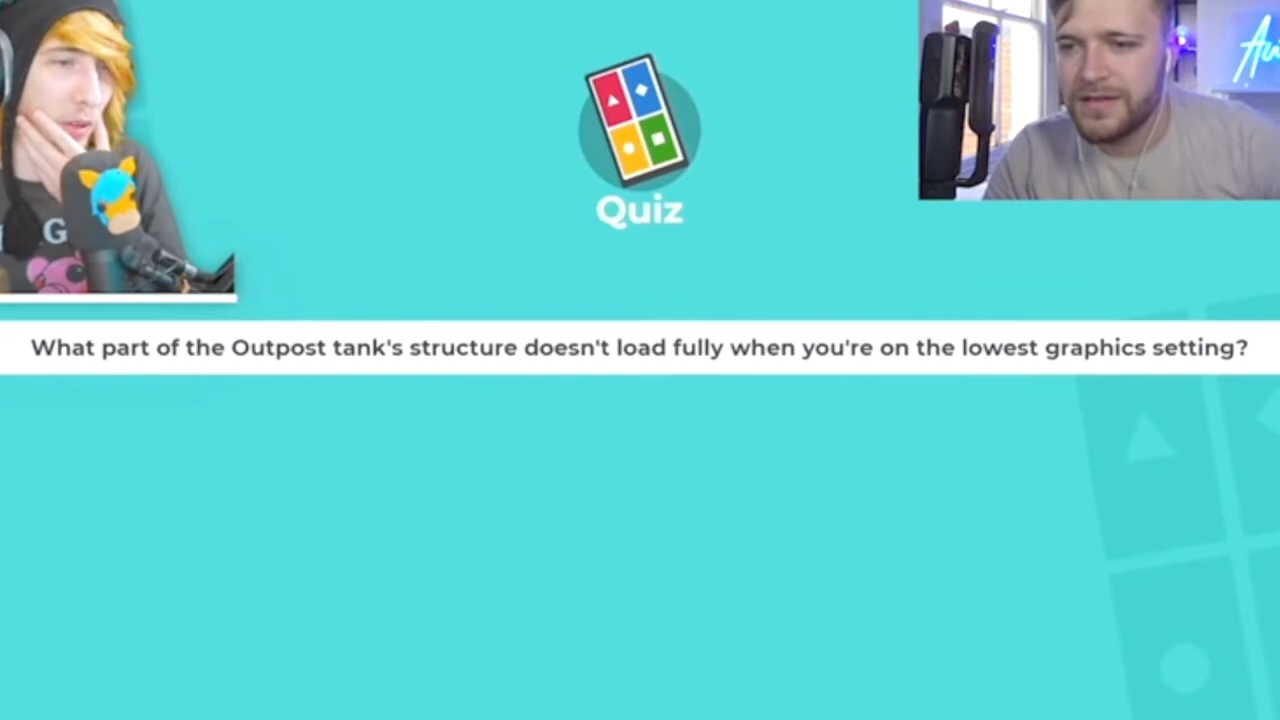 Quiz
Au
G
What part of the Outpost tank's structure doesn't load fully when you're on the lowest graphics setting?